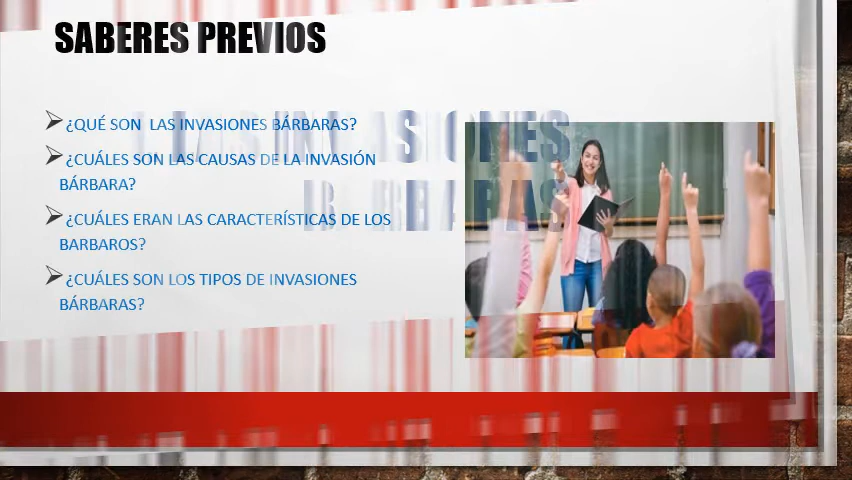 SABERES PREVIOS
¿QUÉ SON LAS INVASIONES BÁRBARAS?
¿CUÁLES SON LAS CAUSAS DE LA INVASIÓN
BÁRBARA?
¿CUÁLES ERAN LAS CARACTERÍSTICAS DE LOS
BARBAROS?
¿CUÁLES SON LOS TIPOS DE INVASIONES
BÁRBARAS?